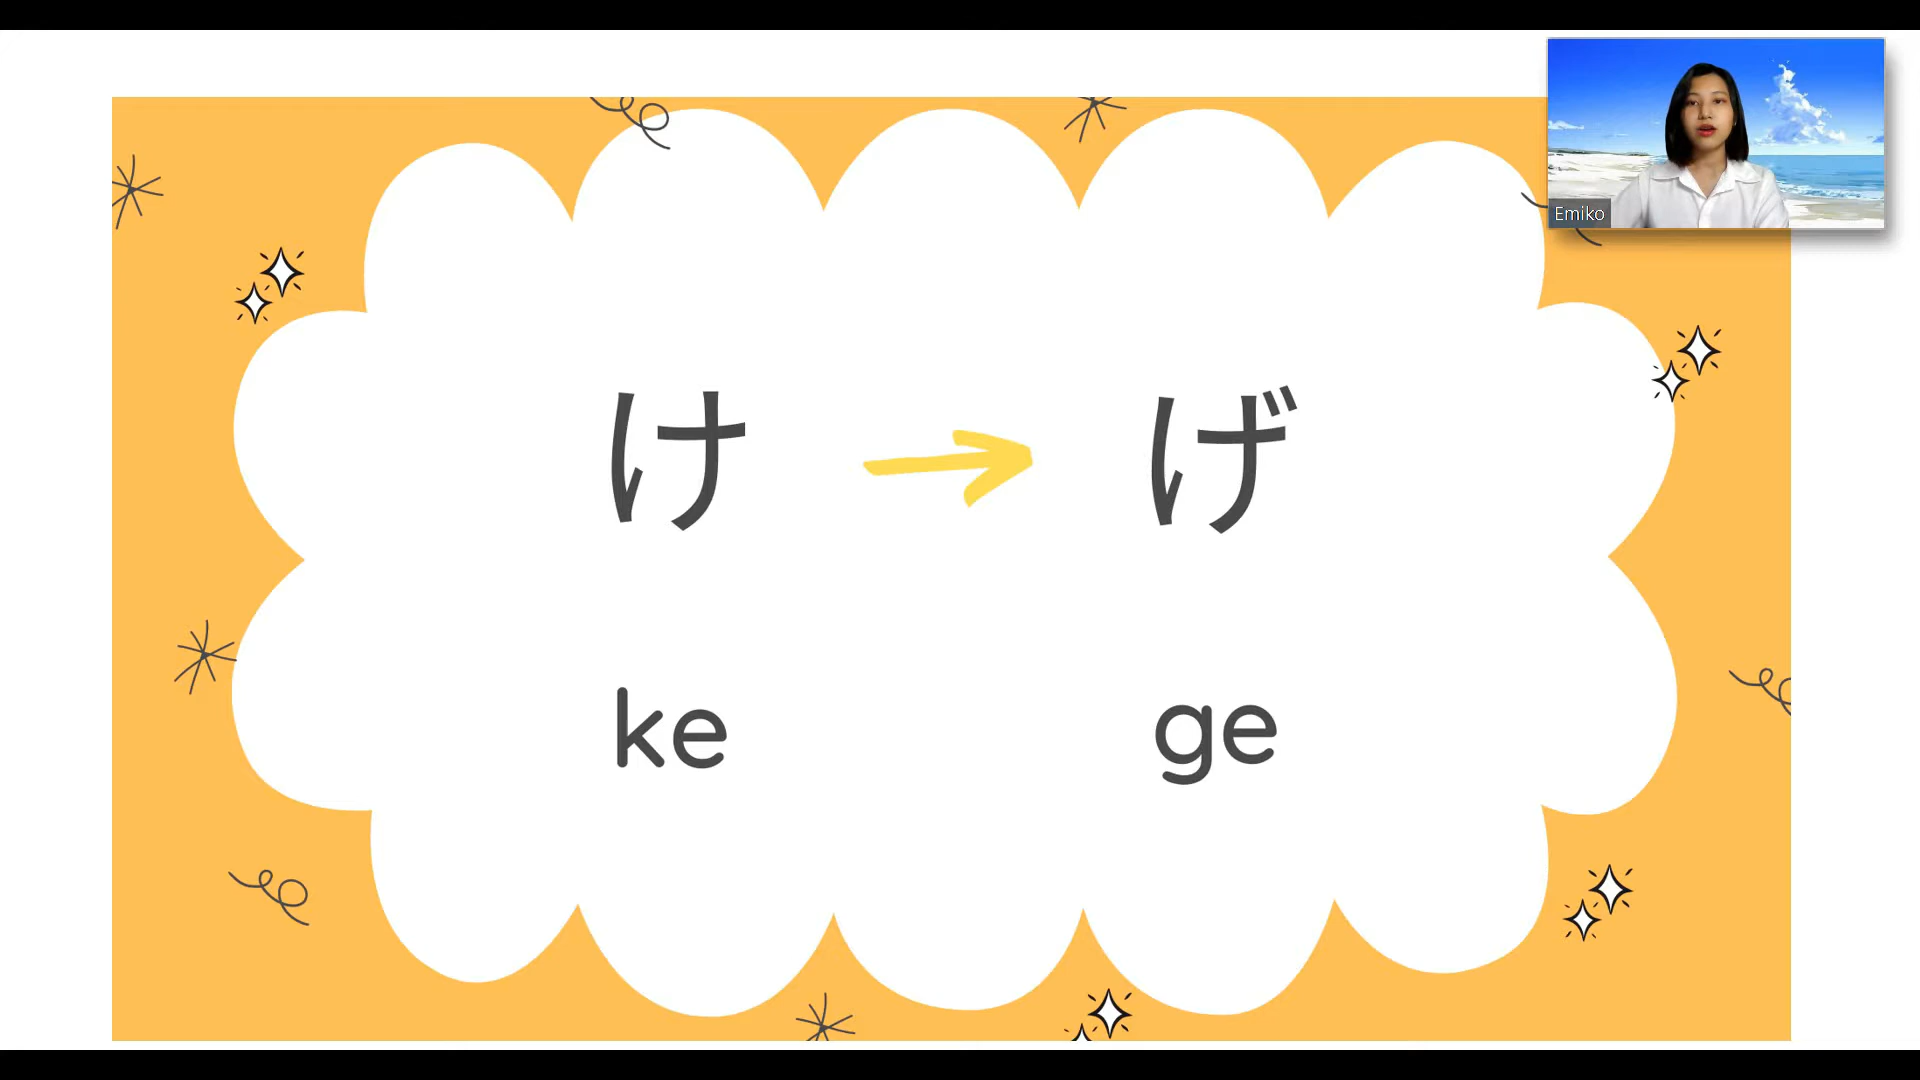 Emiko
け → げ
ke ge